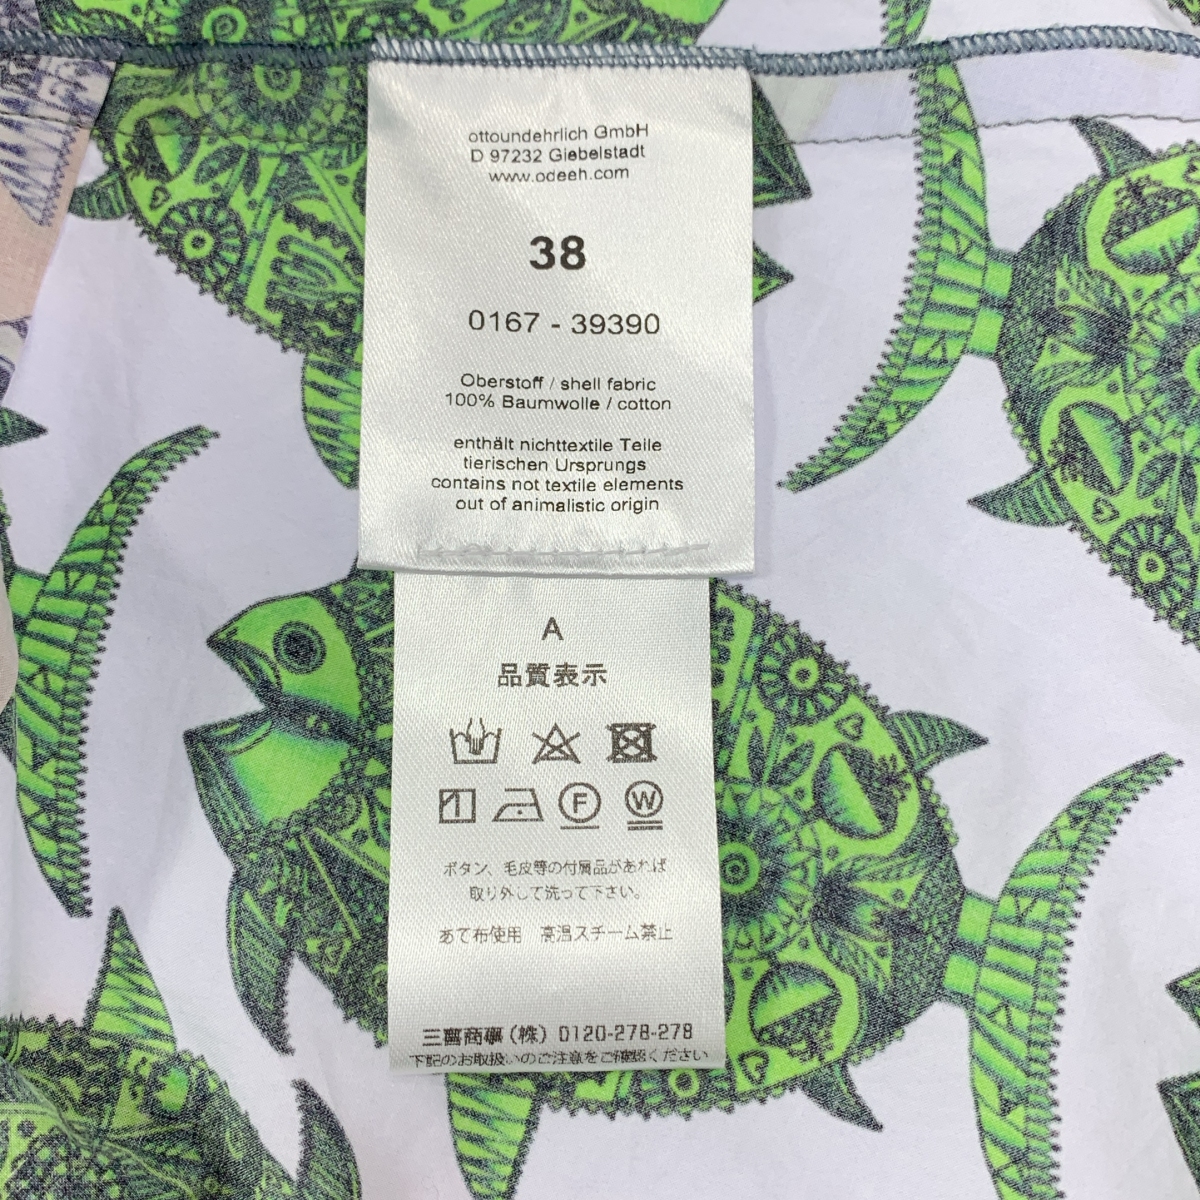 ottoundehrlich GmbH
D 97232 Giebelstadt
www.odeeh.com
38
0167 - 39390
Oberstoff / shell fabric
100% Baumwolle / cotton
enthält nichttextile Teile
tierischen Ursprungs
contains not textile elements
out of animalistic origin
A
品質表示
F W
ボタン、毛皮等の付属品があれば
取り外して洗って下さい。
あて布使用 高温スチーム禁止
三喜商事(株) 0120-278-278
下記のお取扱いのご注意をご確認ください